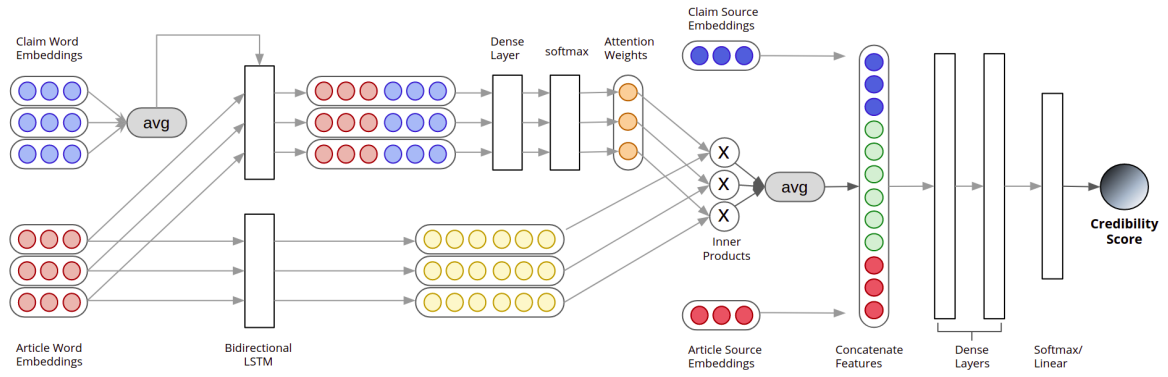 Claim Word
Embeddings
avg
Dense
Layer
softmax
Attention
Weights
Claim Source
Embeddings
X
X
X
avg
Inner
Products
Credibility
Score
Article Word
Embeddings
Bidirectional
LSTM
Article Source
Embeddings
Concatenate
Features
Dense
Layers
Softmax/
Linear